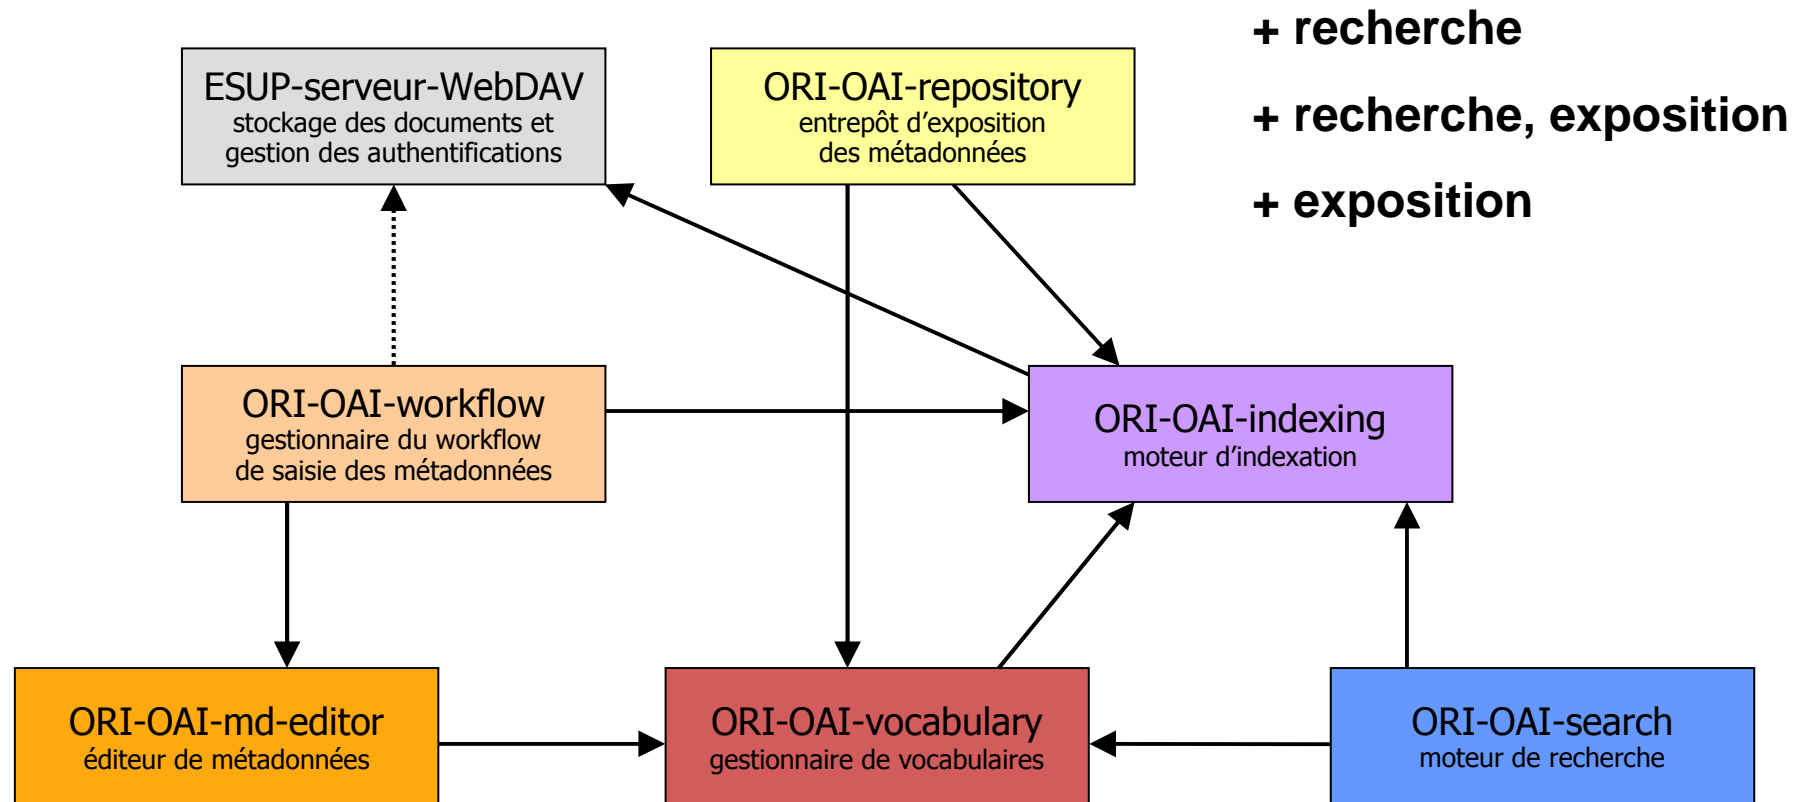 + recherche
+ recherche, exposition
+ exposition
ESUP-serveur-WebDAV
stockage des documents et
gestion des authentifications
ORI-OAI-repository
entrepôt d’exposition
des métadonnées
ORI-OAI-workflow
gestionnaire du workflow
de saisie des métadonnées
ORI-OAI-indexing
moteur d’indexation
ORI-OAI-md-editor
éditeur de métadonnées
ORI-OAI-vocabulary
gestionnaire de vocabulaires
ORI-OAI-search
moteur de recherche